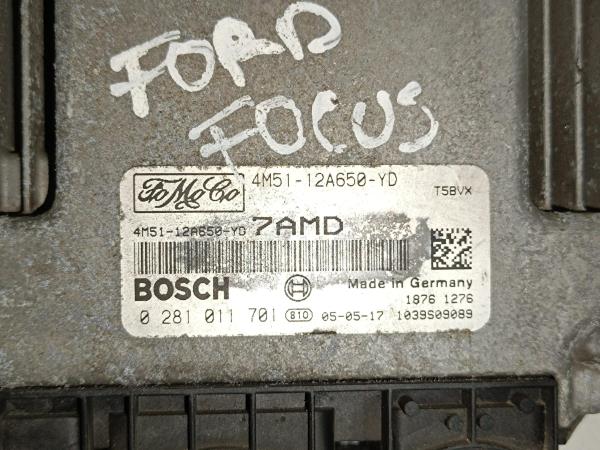 FORD
FOCUS
FoMoCo 4M51-12A650-YD T5BVX
4M51-12A650-YD 7AMD
BOSCH Made in Germany
1876 1276
0 281 011 701 810 05-05-17 1039S09089